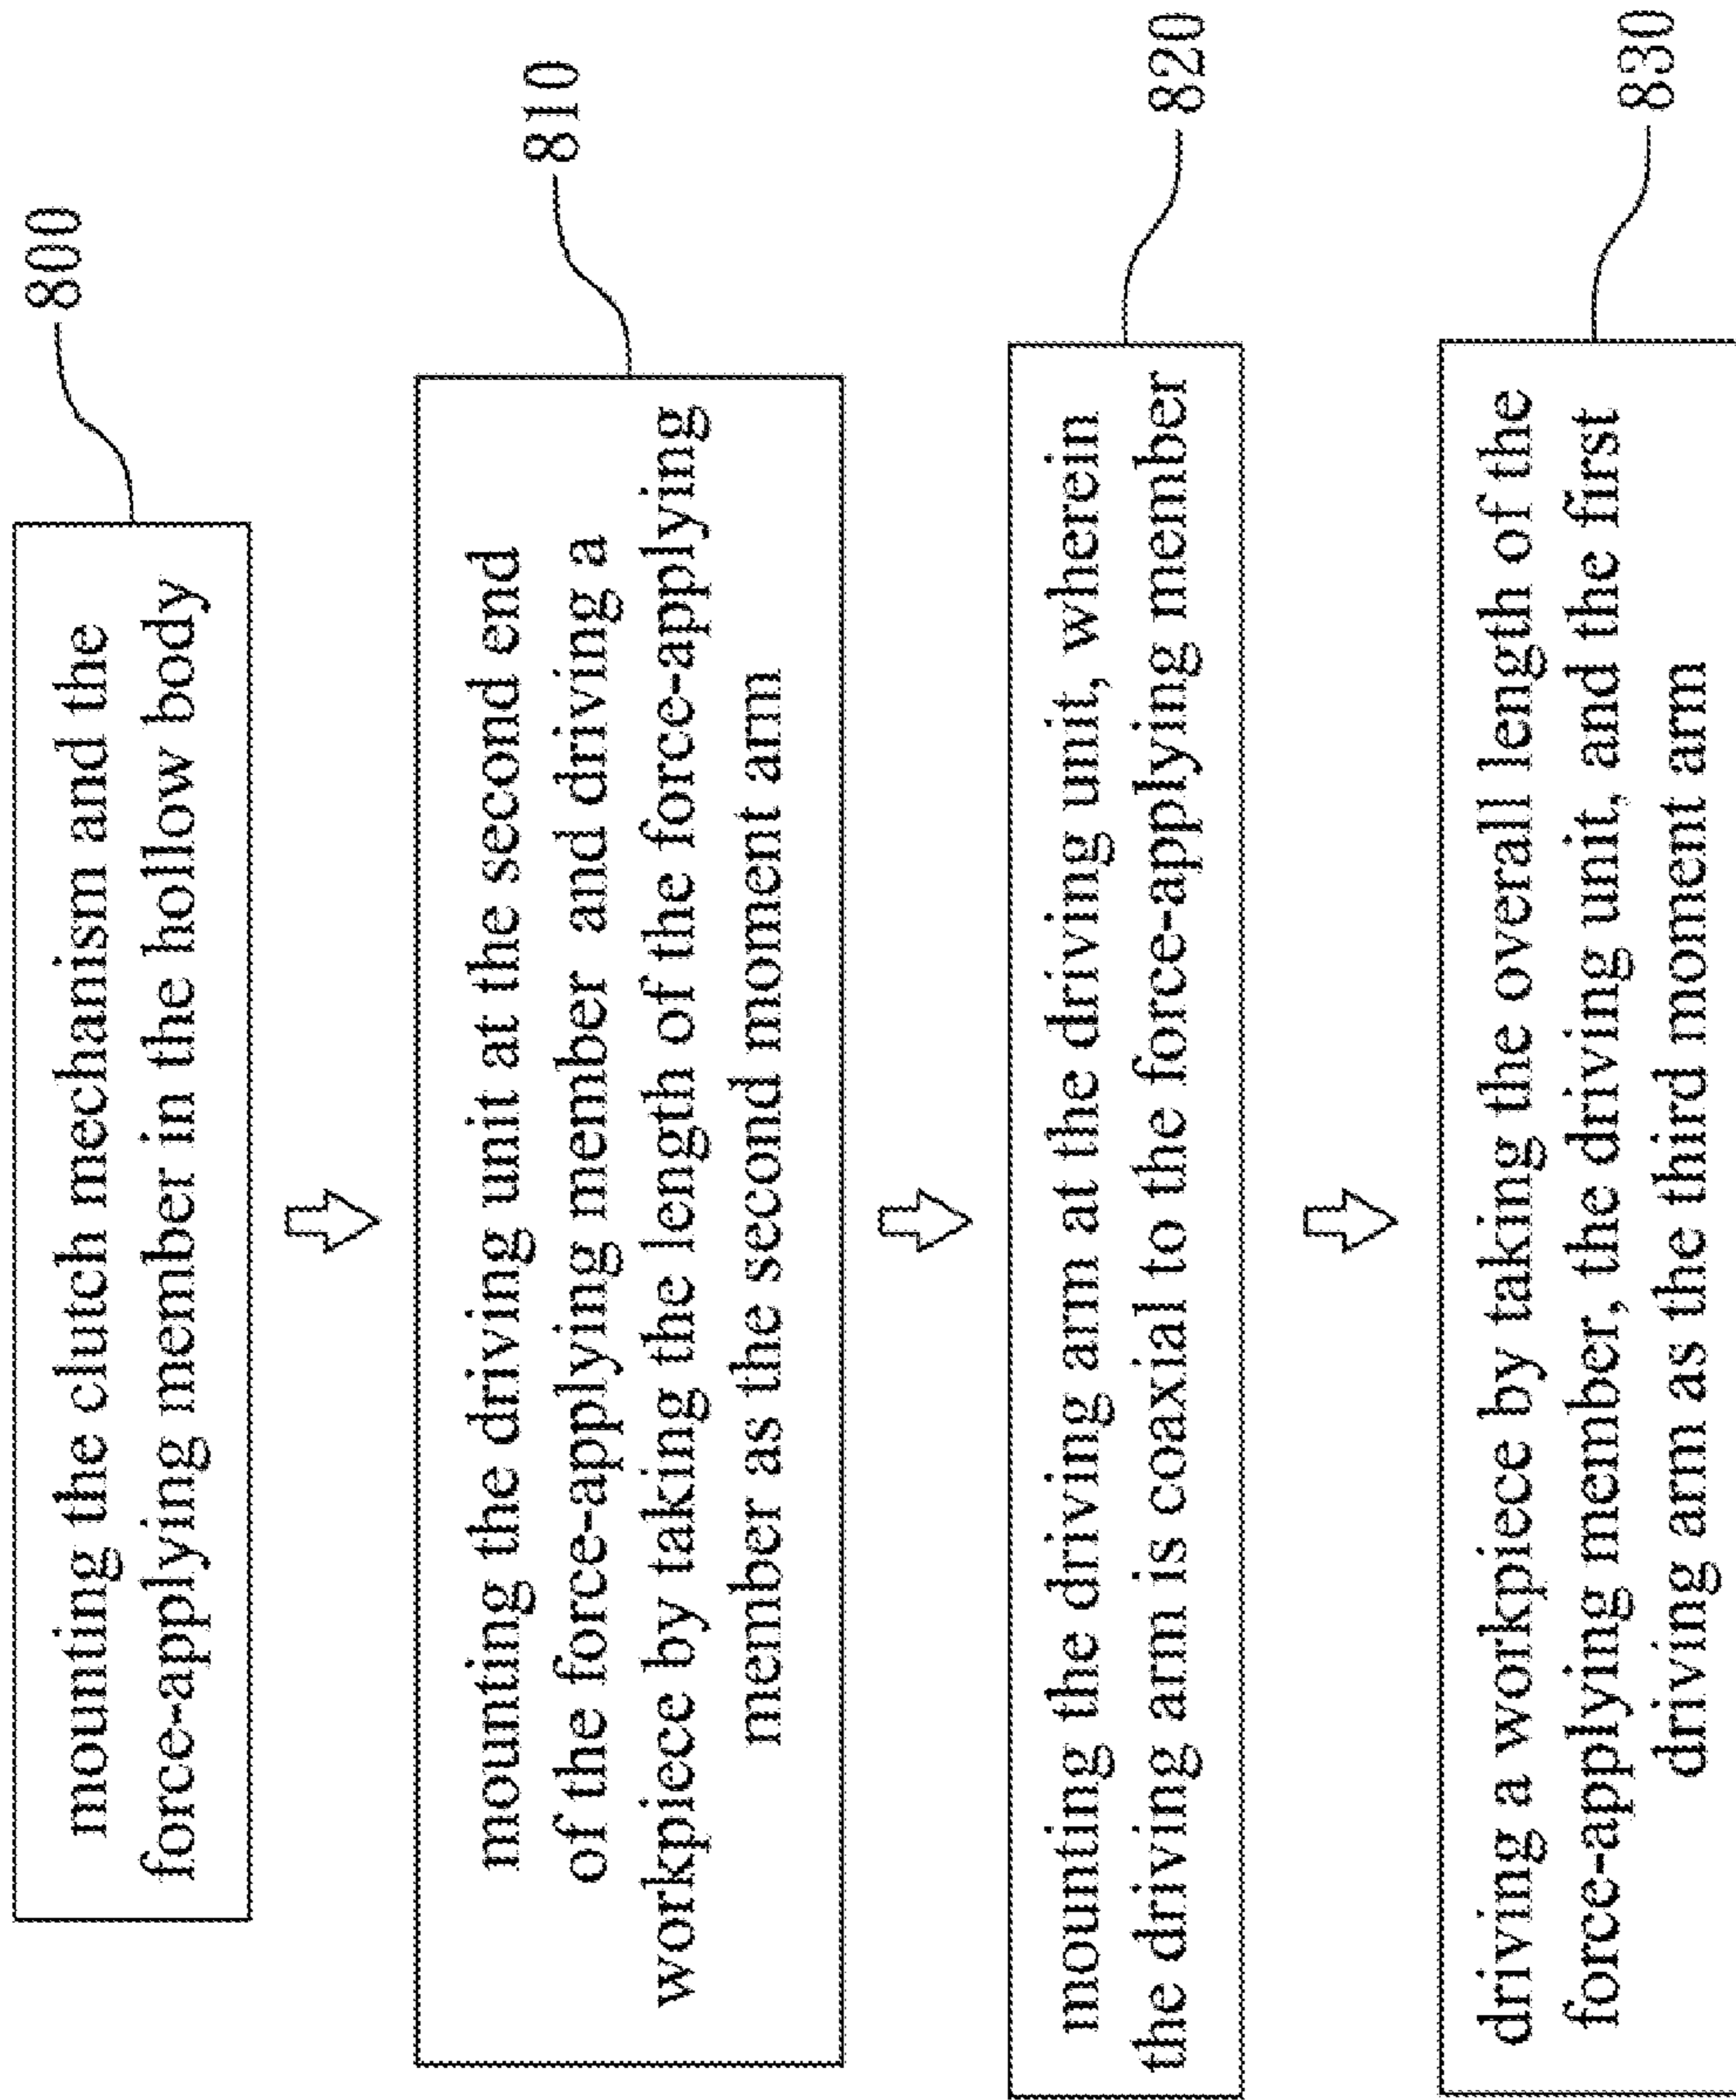 800
mounting the clutch mechanism and the
force-applying member in the hollow body
810
mounting the driving unit at the second end
of the force-applying member and driving a
workpiece by taking the length of the force-applying
member as the second moment arm
820
mounting the driving arm at the driving unit, wherein
the driving arm is coaxial to the force-applying member
830
driving a workpiece by taking the overall length of the
force-applying member, the driving unit, and the first
driving arm as the third moment arm